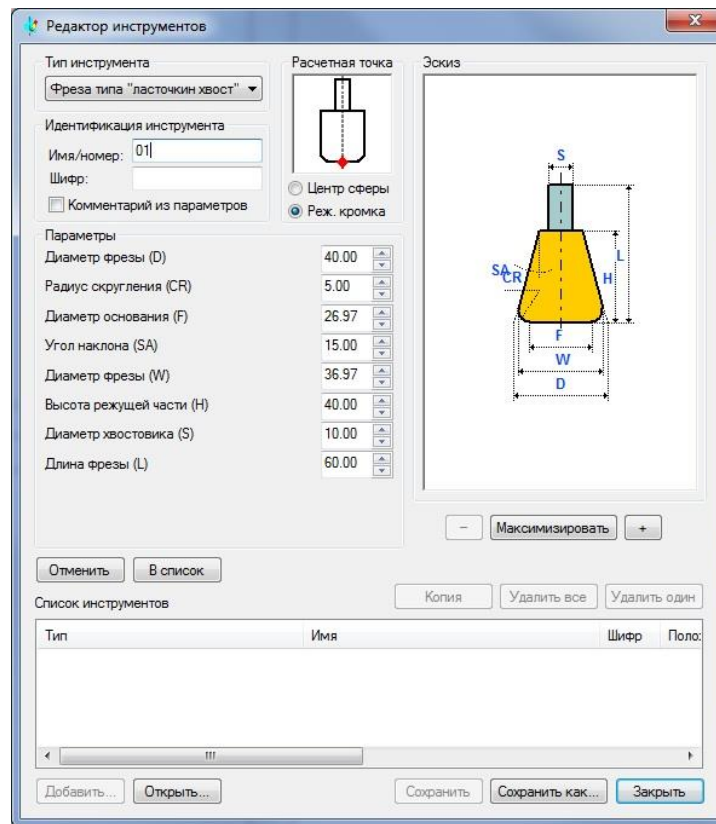 Редактор инструментов
Тип инструмента
Фреза типа "ласточкин хвост"
Идентификация инструмента
Имя/номер: 01
Шифр:
Комментарий из параметров
Расчетная точка
Центр сферы
Реж. кромка
Эскиз
S
L
SA
CR
H
F
W
D
Параметры
Диаметр фрезы (D) 40.00
Радиус скругления (CR) 5.00
Диаметр основания (F) 26.97
Угол наклона (SA) 15.00
Диаметр фрезы (W) 36.97
Высота режущей части (H) 40.00
Диаметр хвостовика (S) 10.00
Длина фрезы (L) 60.00
− Максимизировать +
Отменить В список
Список инструментов
Копия Удалить все Удалить один
Тип Имя Шифр Поло:
Добавить... Открыть... Сохранить Сохранить как... Закрыть